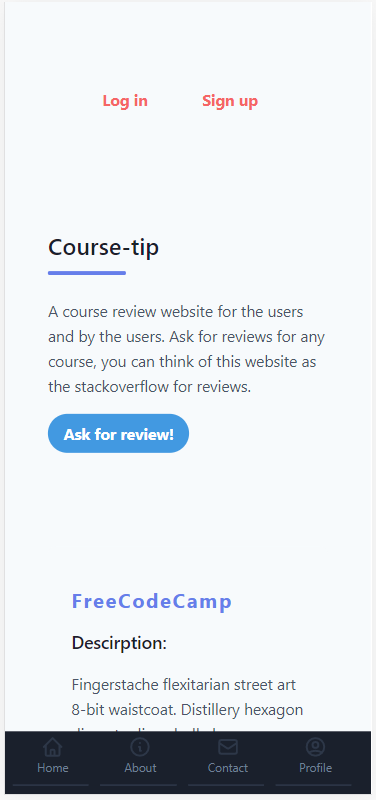 Log in Sign up
Course-tip
A course review website for the users
and by the users. Ask for reviews for any
course, you can think of this website as
the stackoverflow for reviews.
Ask for review!
FreeCodeCamp
Descirption:
Fingerstache flexitarian street art
8-bit waistcoat. Distillery hexagon
Home About Contact Profile